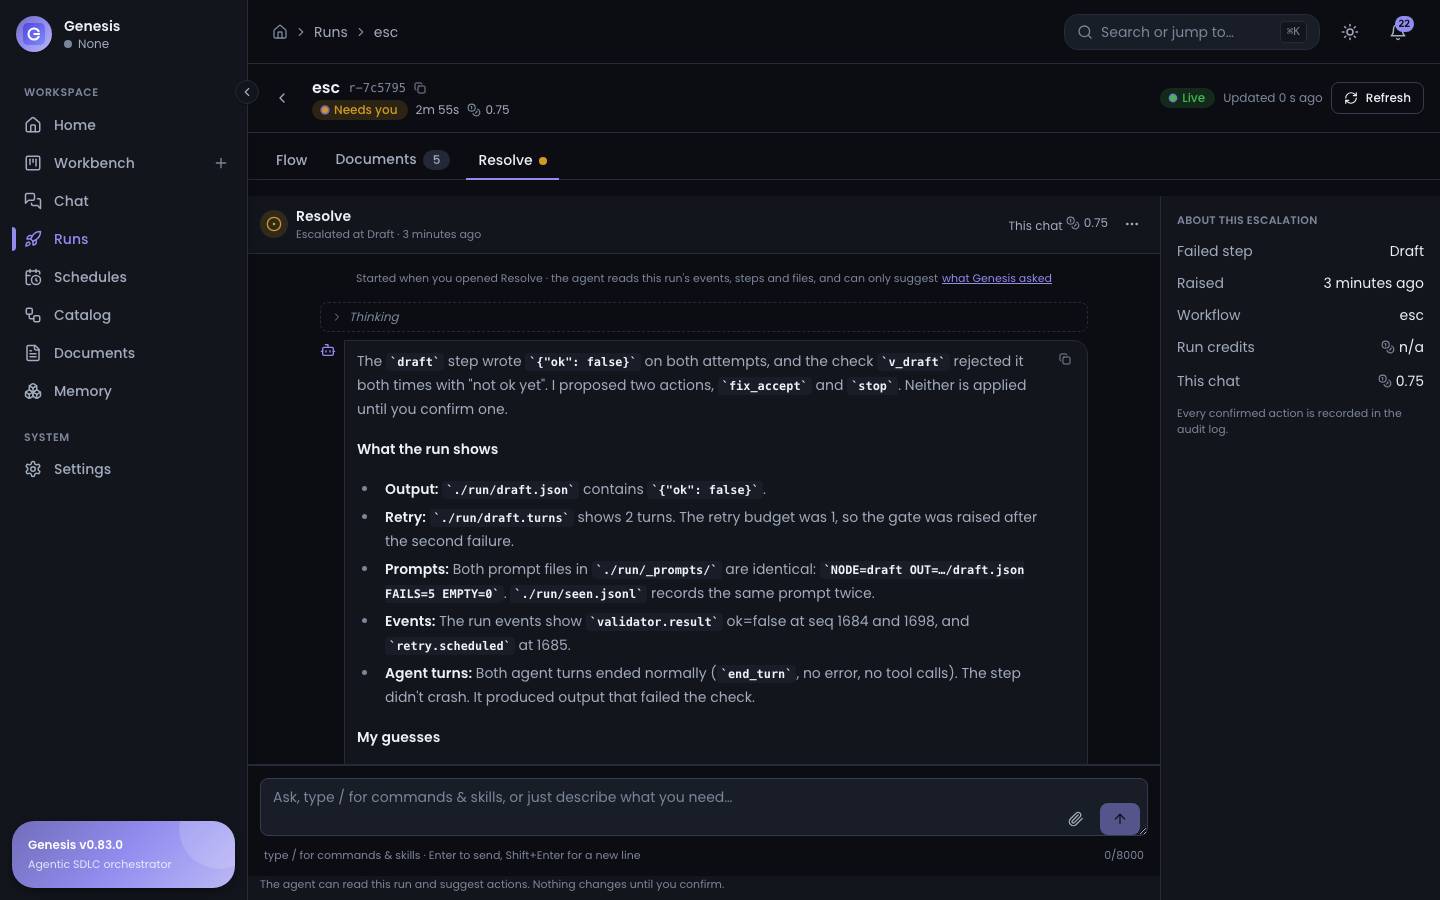 Genesis
None
WORKSPACE
Home
Workbench
Chat
Runs
Schedules
Catalog
Documents
Memory
SYSTEM
Settings
Genesis v0.83.0
Agentic SDLC orchestrator
Runs > esc
Search or jump to...
⌘K
22
esc r-7c5795
Needs you 2m 55s 0.75
Live Updated 0 s ago Refresh
Flow Documents 5 Resolve
Resolve
Escalated at Draft · 3 minutes ago
This chat 0.75
Started when you opened Resolve · the agent reads this run's events, steps and files, and can only suggest what Genesis asked
Thinking
The `draft` step wrote `{"ok": false}` on both attempts, and the check `v_draft` rejected it
both times with "not ok yet". I proposed two actions, `fix_accept` and `stop`. Neither is applied
until you confirm one.
What the run shows
Output: `./run/draft.json` contains `{"ok": false}`.
Retry: `./run/draft.turns` shows 2 turns. The retry budget was 1, so the gate was raised after
the second failure.
Prompts: Both prompt files in `./run/_prompts/` are identical: `NODE=draft OUT=…/draft.json
FAILS=5 EMPTY=0`. `./run/seen.jsonl` records the same prompt twice.
Events: The run events show `validator.result` ok=false at seq 1684 and 1698, and
`retry.scheduled` at 1685.
Agent turns: Both agent turns ended normally (`end_turn`, no error, no tool calls). The step
didn't crash. It produced output that failed the check.
My guesses
Ask, type / for commands & skills, or just describe what you need...
type / for commands & skills · Enter to send, Shift+Enter for a new line
0/8000
The agent can read this run and suggest actions. Nothing changes until you confirm.
ABOUT THIS ESCALATION
Failed step Draft
Raised 3 minutes ago
Workflow esc
Run credits n/a
This chat 0.75
Every confirmed action is recorded in the
audit log.